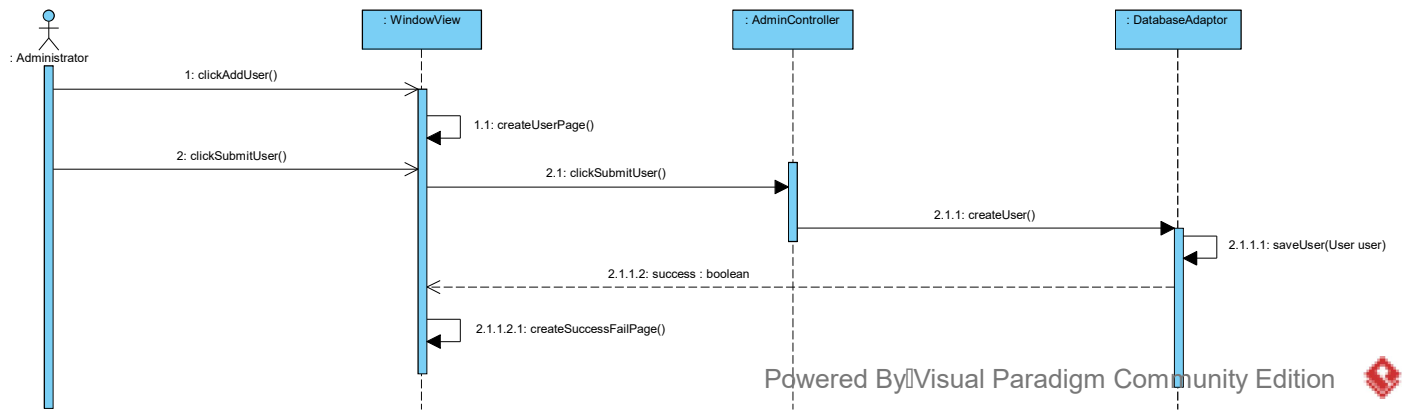 : WindowView
: AdminController
: DatabaseAdaptor
: Administrator
1: clickAddUser()
1.1: createUserPage()
2: clickSubmitUser()
2.1: clickSubmitUser()
2.1.1: createUser()
2.1.1.1: saveUser(User user)
2.1.1.2: success : boolean
2.1.1.2.1: createSuccessFailPage()
Powered By Visual Paradigm Community Edition